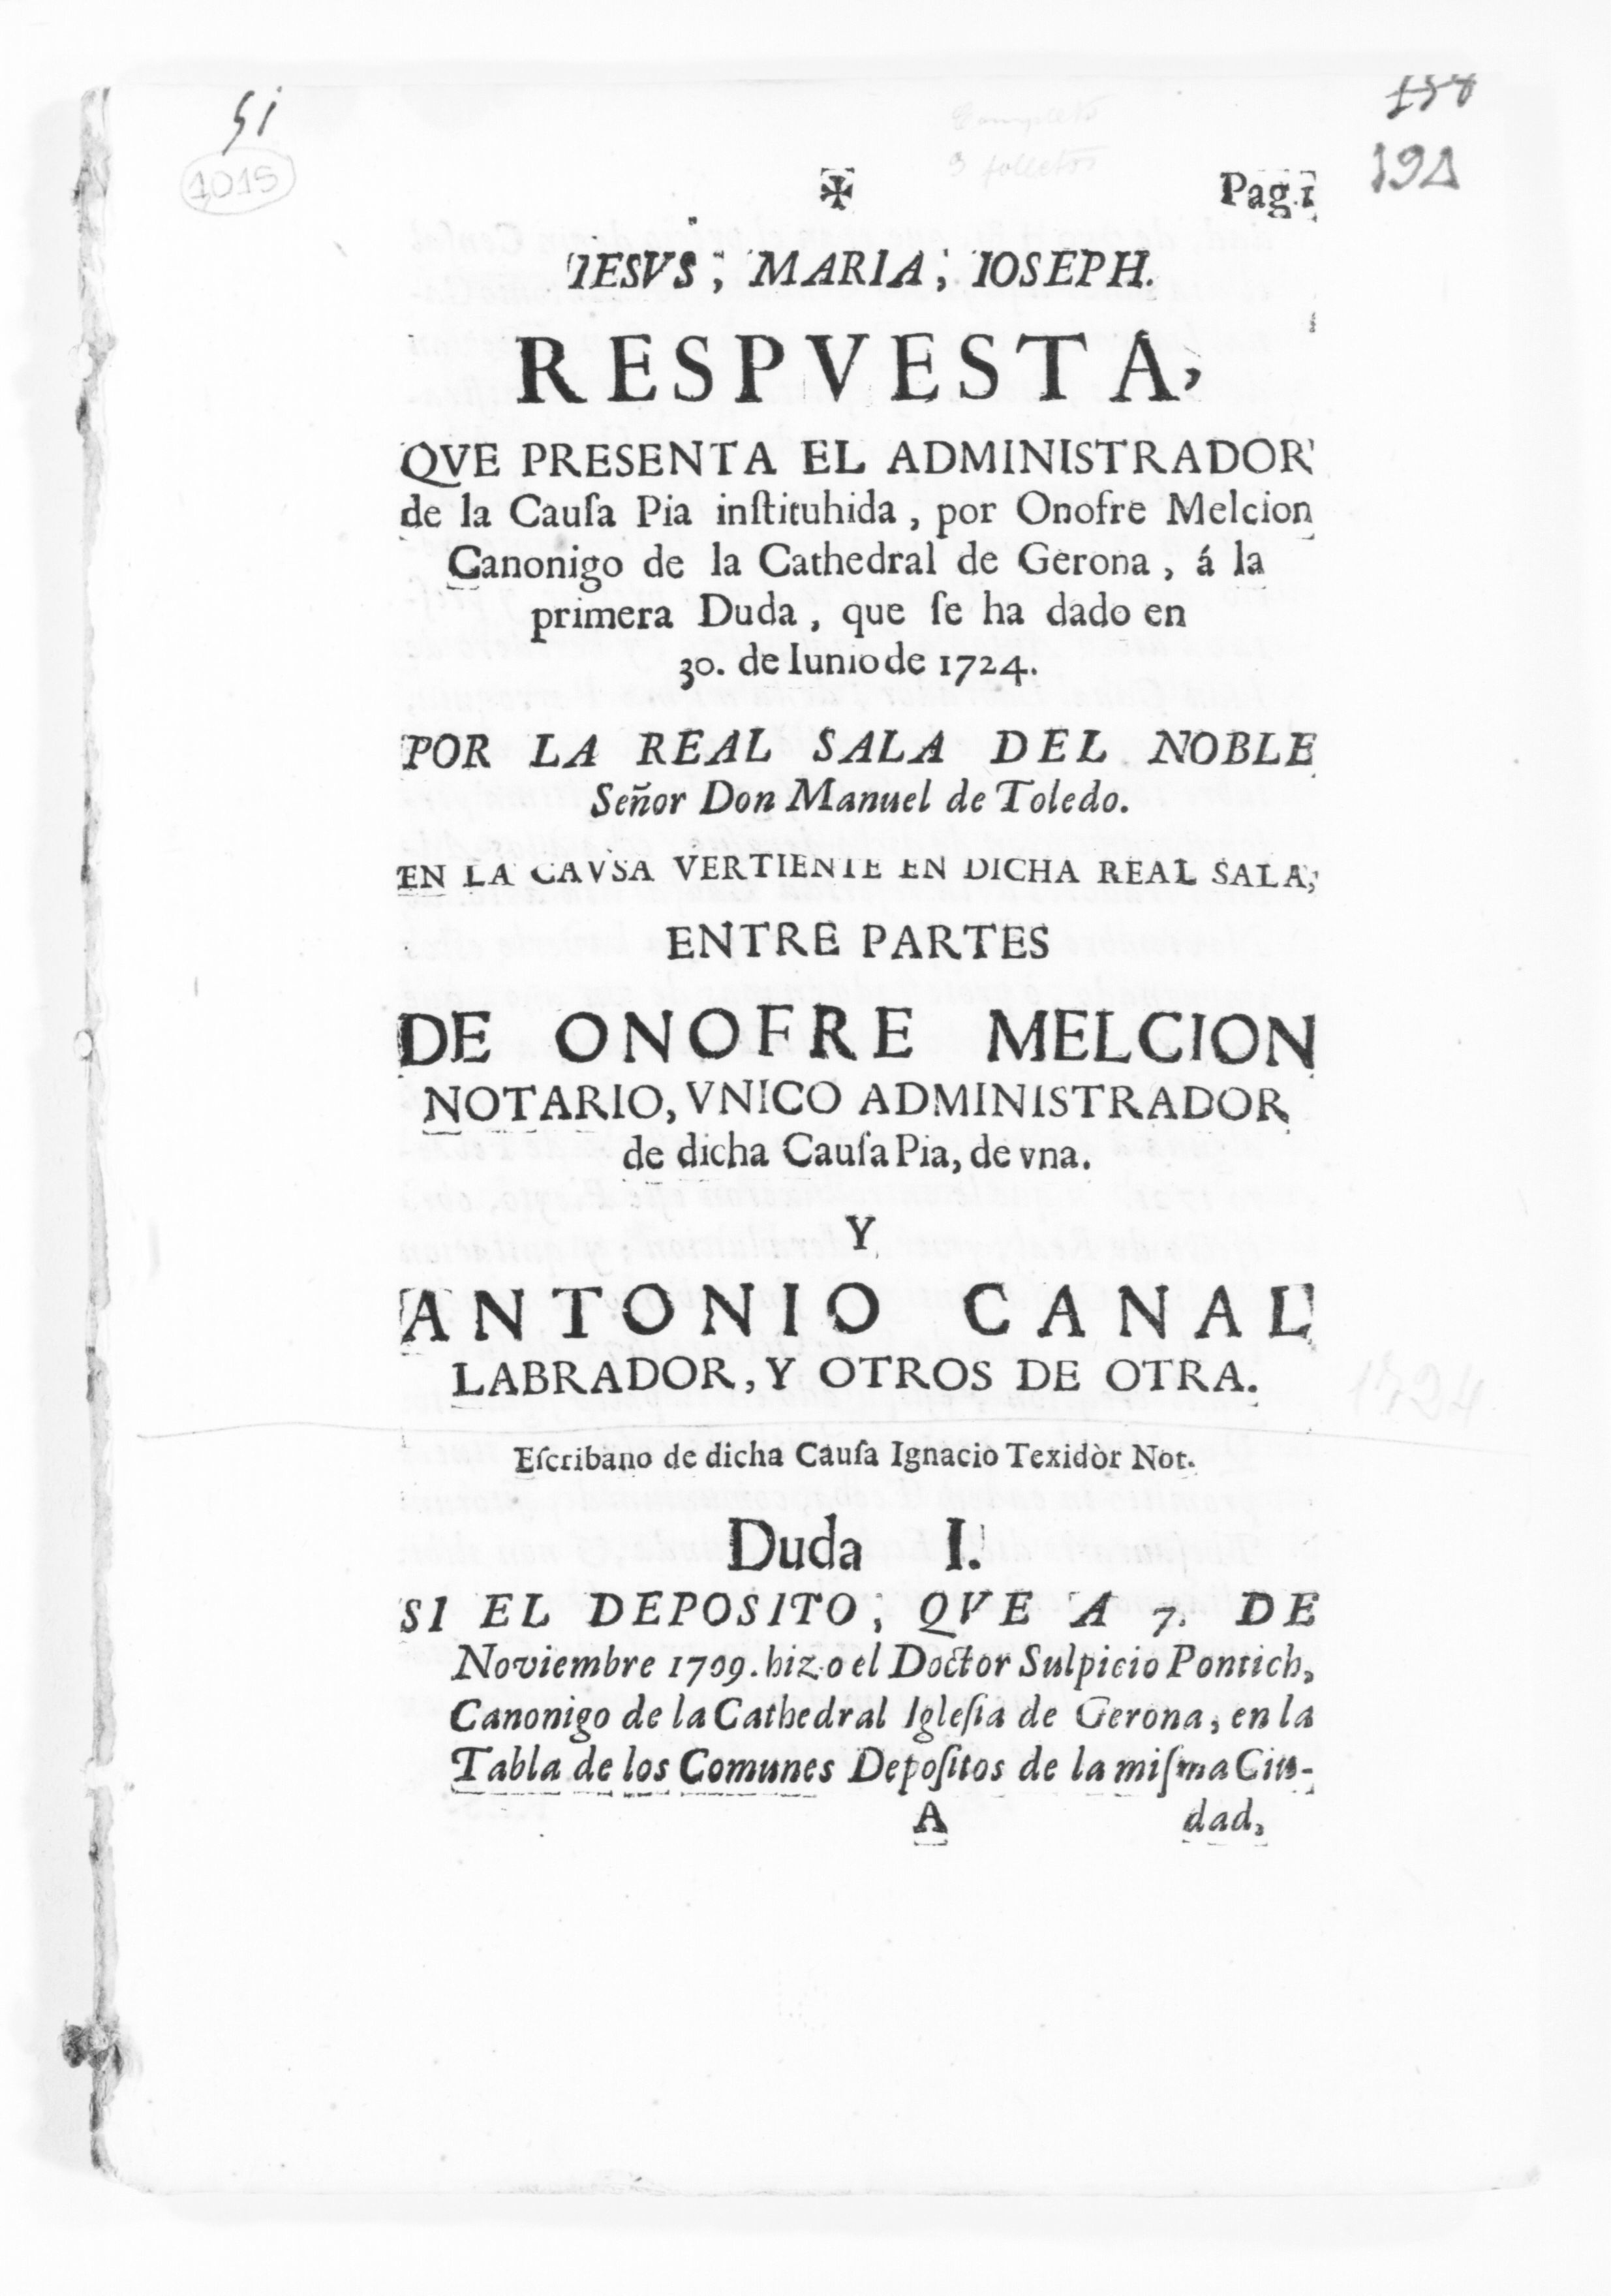 si
1015
Completo
9 folletos
194
✠ Pag.1
IESVS, MARIA, IOSEPH.
RESPVESTA,
QVE PRESENTA EL ADMINISTRADOR
de la Cauſa Pia inſtituhida, por Onofre Melcion
Canonigo de la Cathedral de Gerona, á la
primera Duda, que ſe ha dado en
30. de Iunio de 1724.
POR LA REAL SALA DEL NOBLE
Señor Don Manuel de Toledo.
EN LA CAVSA VERTIENTE EN DICHA REAL SALA,
ENTRE PARTES
DE ONOFRE MELCION
NOTARIO, VNICO ADMINISTRADOR
de dicha Cauſa Pia, de vna.
Y
ANTONIO CANAL
LABRADOR, Y OTROS DE OTRA.
1724
Eſcribano de dicha Cauſa Ignacio Texidòr Not.
Duda I.
SI EL DEPOSITO, QVE A 7. DE
Noviembre 1709. hizo el Doctor Sulpicio Pontich,
Canonigo de la Cathedral Igleſia de Gerona, en la
Tabla de los Comunes Depoſitos de la miſma Ciu-
A dad,